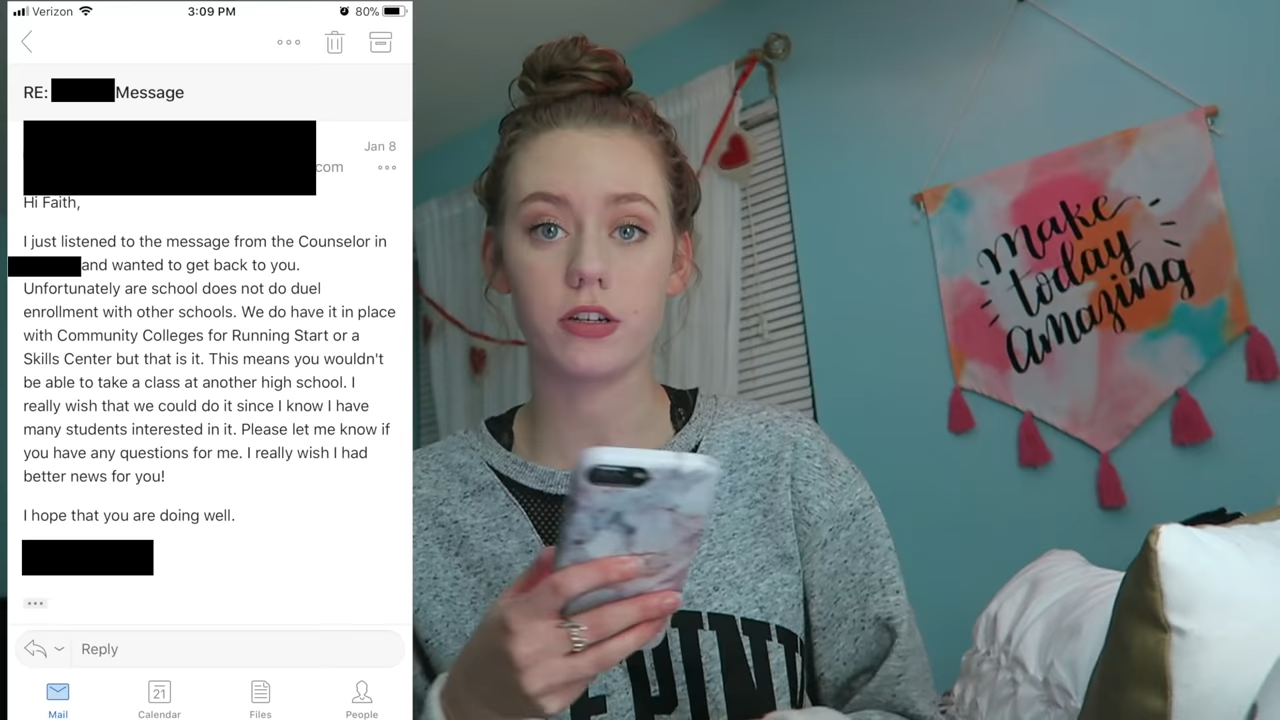 Verizon 3:09 PM 80%
RE: Message
Jan 8
com
Hi Faith,
I just listened to the message from the Counselor in
and wanted to get back to you.
Unfortunately are school does not do duel
enrollment with other schools. We do have it in place
with Community Colleges for Running Start or a
Skills Center but that is it. This means you wouldn't
be able to take a class at another high school. I
really wish that we could do it since I know I have
many students interested in it. Please let me know if
you have any questions for me. I really wish I had
better news for you!
I hope that you are doing well.
Reply
21
Mail Calendar Files People
make
today
amazing
PINK